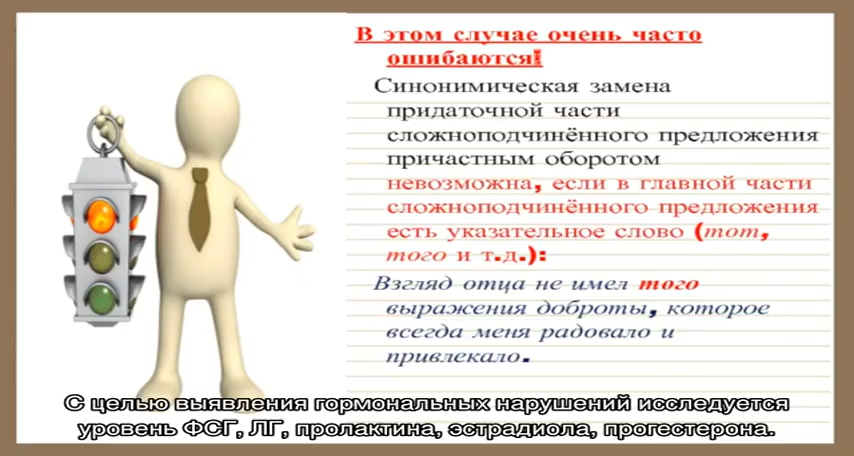 В этом случае очень часто
ошибаются!
Синонимическая замена
придаточной части
сложноподчинённого предложения
причастным оборотом
невозможна, если в главной части
сложноподчинённого предложения
есть указательное слово (тот,
того и т.д.):
Взгляд отца не имел того
выражения доброты, которое
всегда меня радовало и
привлекало.
С целью выявления гормональных нарушений исследуется
уровень ФСГ, ЛГ, пролактина, эстрадиола, прогестерона.